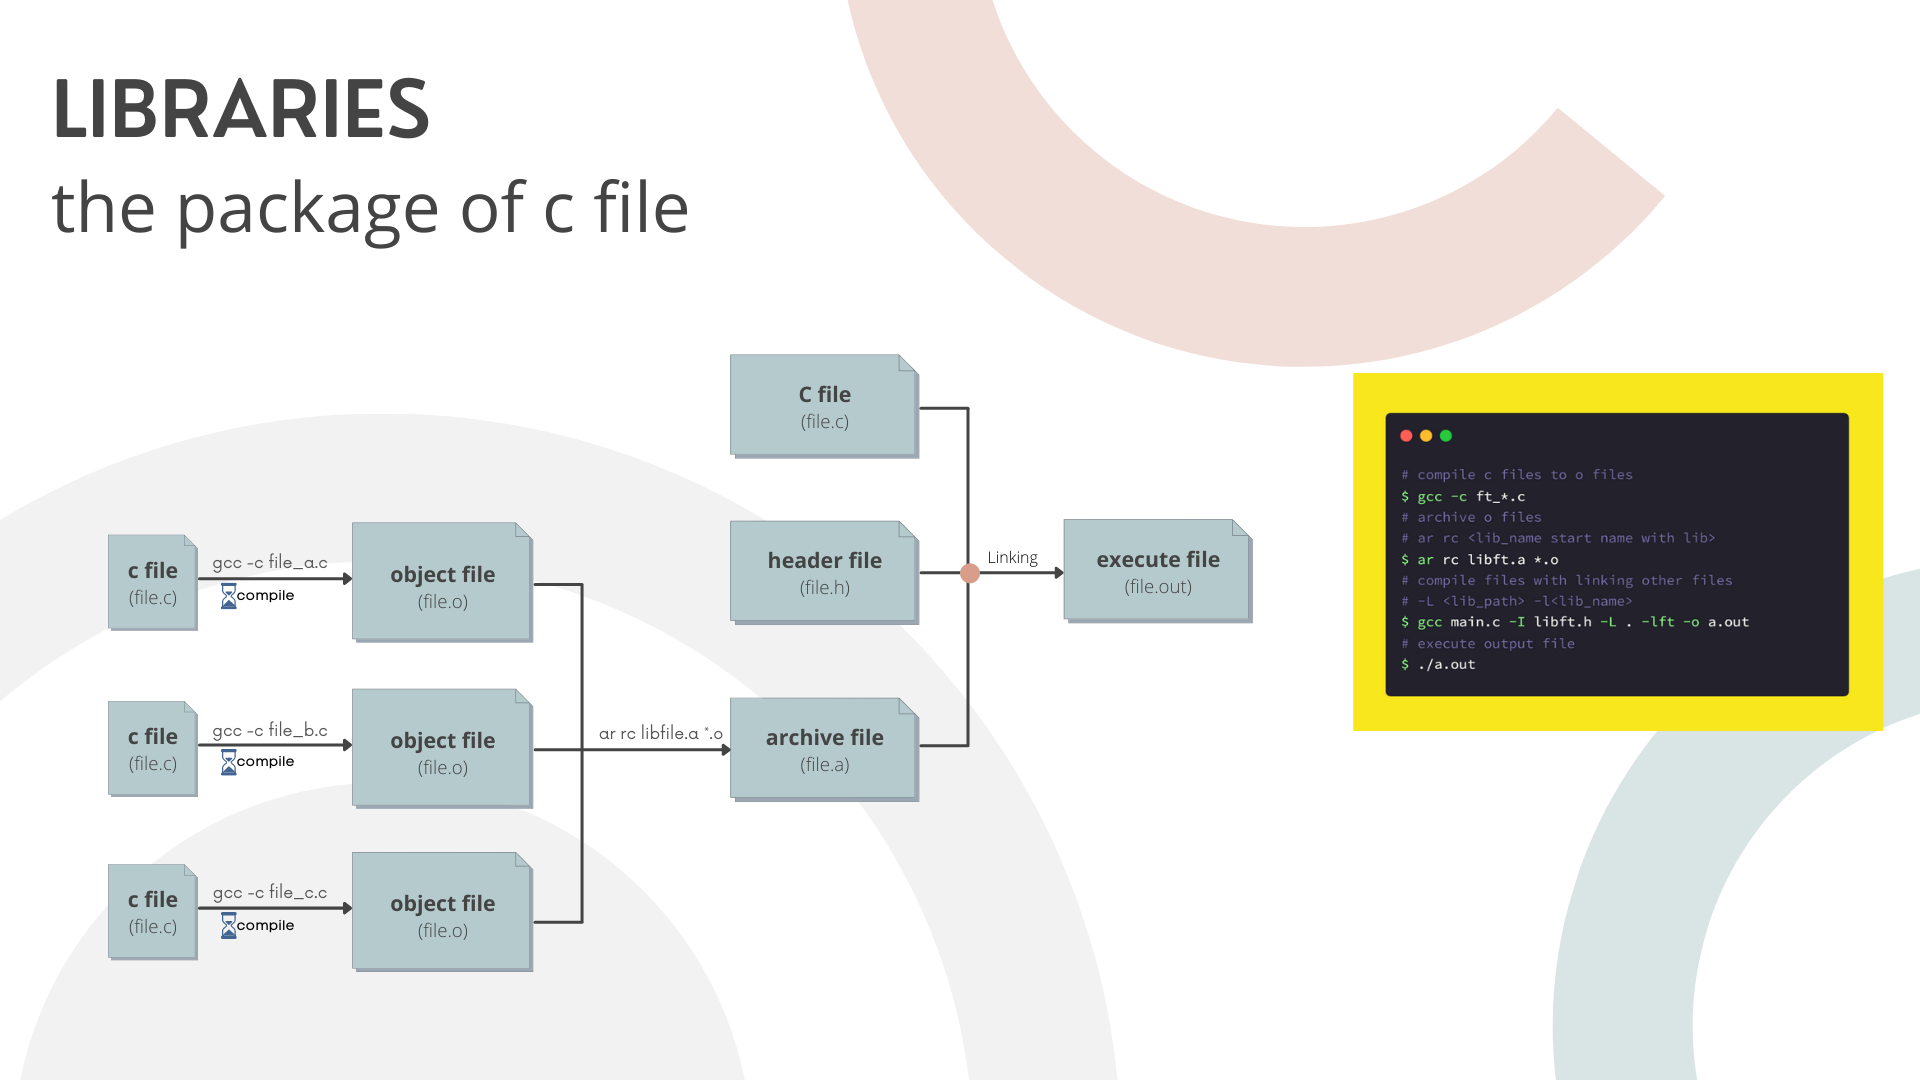 LIBRARIES
the package of c file
C file
(file.c)
header file
(file.h)
Linking
execute file
(file.out)
c file
(file.c)
gcc -c file_a.c
compile
object file
(file.o)
c file
(file.c)
gcc -c file_b.c
compile
object file
(file.o)
ar rc libfile.a *.o
archive file
(file.a)
c file
(file.c)
gcc -c file_c.c
compile
object file
(file.o)
# compile c files to o files
$ gcc -c ft_*.c
# archive o files
# ar rc <lib_name start name with lib>
$ ar rc libft.a *.o
# compile files with linking other files
# -L <lib_path> -l<lib_name>
$ gcc main.c -I libft.h -L . -lft -o a.out
# execute output file
$ ./a.out